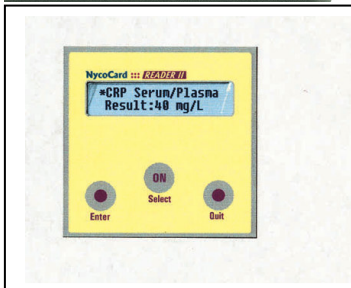 NycoCard ::: READER II
*CRP Serum/Plasma
Result:40 mg/L
ON
Select
Enter
Quit